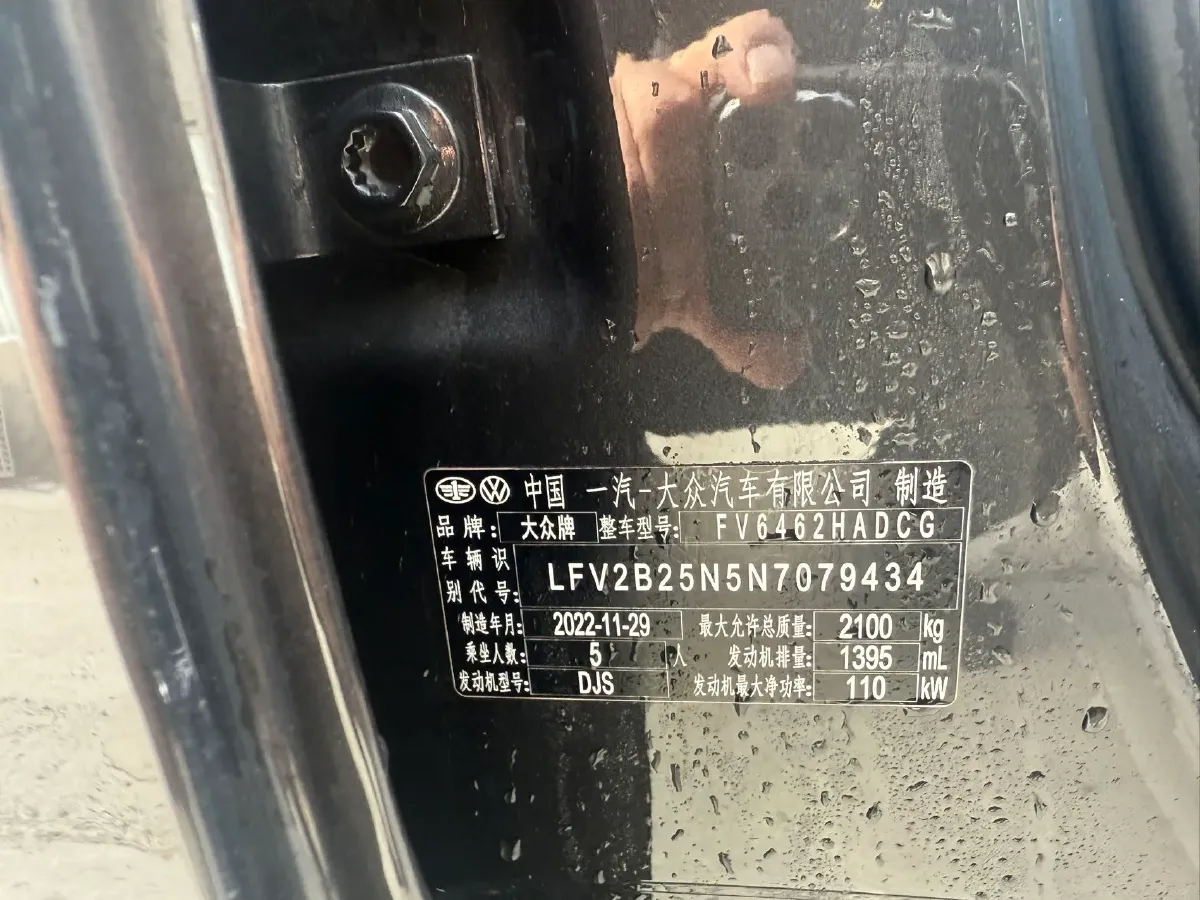 中国 一汽-大众汽车有限公司 制造
品牌: 大众牌 整车型号: FV6462HADCG
车辆识别代号: LFV2B25N5N7079434
制造年月: 2022-11-29 最大允许总质量: 2100 kg
乘坐人数: 5 人 发动机排量: 1395 mL
发动机型号: DJS 发动机最大净功率: 110 kW